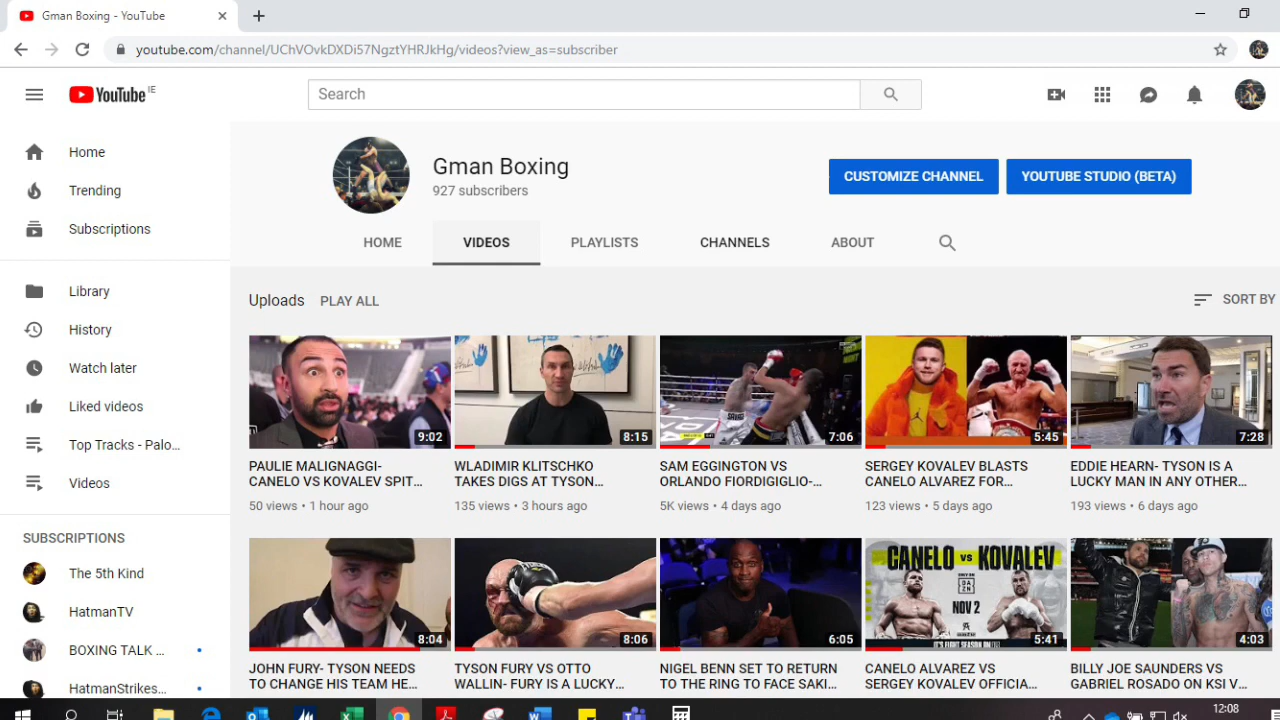 Gman Boxing - YouTube
youtube.com/channel/UChVOvkDXDi57NgztYHRJkHg/videos?view_as=subscriber
YouTube IE
Search
Home
Trending
Subscriptions
Library
History
Watch later
Liked videos
Top Tracks - Palo...
Videos
SUBSCRIPTIONS
The 5th Kind
HatmanTV
BOXING TALK ...
HatmanStrikes...
Gman Boxing
927 subscribers
CUSTOMIZE CHANNEL
YOUTUBE STUDIO (BETA)
HOME VIDEOS PLAYLISTS CHANNELS ABOUT
Uploads PLAY ALL
SORT BY
9:02
PAULIE MALIGNAGGI-
CANELO VS KOVALEV SPIT...
50 views • 1 hour ago
8:15
WLADIMIR KLITSCHKO
TAKES DIGS AT TYSON...
135 views • 3 hours ago
7:06
SAM EGGINGTON VS
ORLANDO FIORDIGIGLIO-...
5K views • 4 days ago
5:45
SERGEY KOVALEV BLASTS
CANELO ALVAREZ FOR...
123 views • 5 days ago
7:28
EDDIE HEARN- TYSON IS A
LUCKY MAN IN ANY OTHER...
193 views • 6 days ago
8:04
JOHN FURY- TYSON NEEDS
TO CHANGE HIS TEAM HE...
8:06
TYSON FURY VS OTTO
WALLIN- FURY IS A LUCKY...
6:05
NIGEL BENN SET TO RETURN
TO THE RING TO FACE SAKI...
CANELO VS KOVALEV
DAZN
NOV 2
IT'S FIGHT SEASON ON
5:41
CANELO ALVAREZ VS
SERGEY KOVALEV OFFICIA...
4:03
BILLY JOE SAUNDERS VS
GABRIEL ROSADO ON KSI V...
12:08